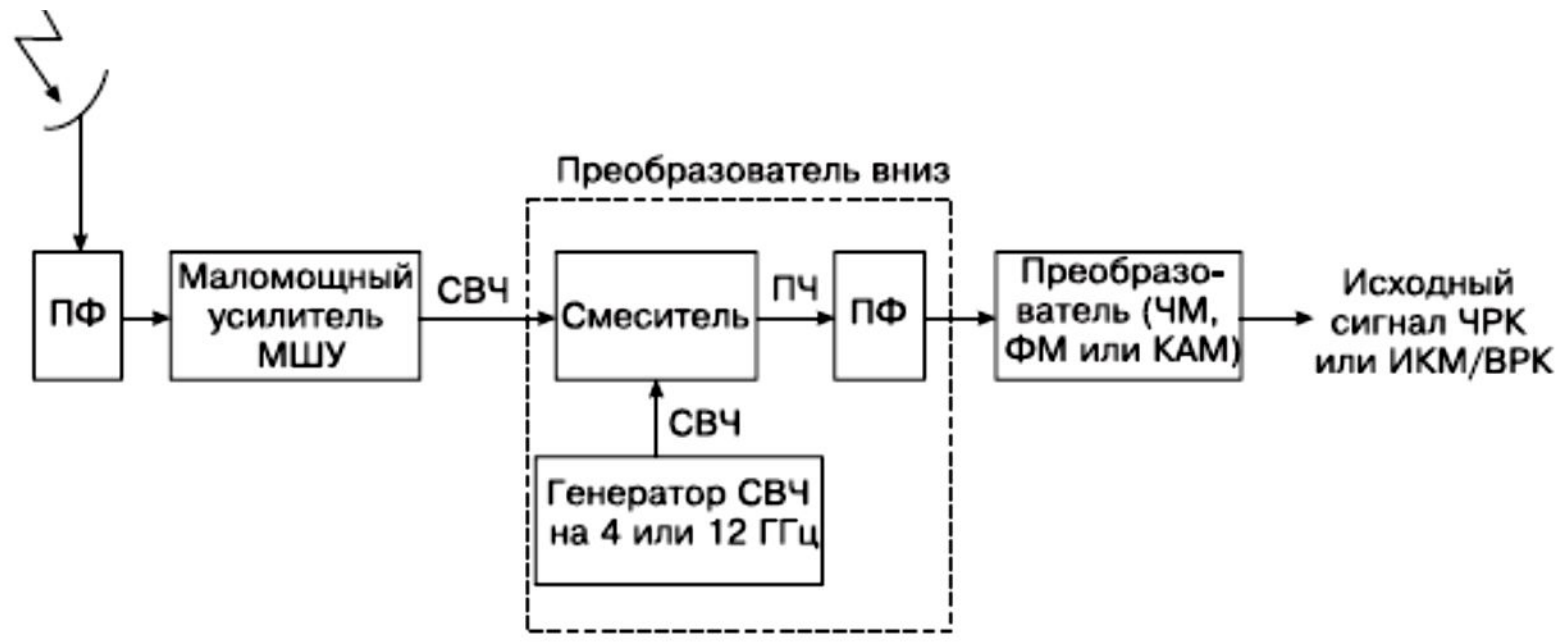 Преобразователь вниз
ПФ
Маломощный
усилитель
МШУ
СВЧ
Смеситель
ПЧ
ПФ
Преобразо-
ватель (ЧМ,
ФМ или КАМ)
Исходный
сигнал ЧРК
или ИКМ/ВРК
СВЧ
Генератор СВЧ
на 4 или 12 ГГц